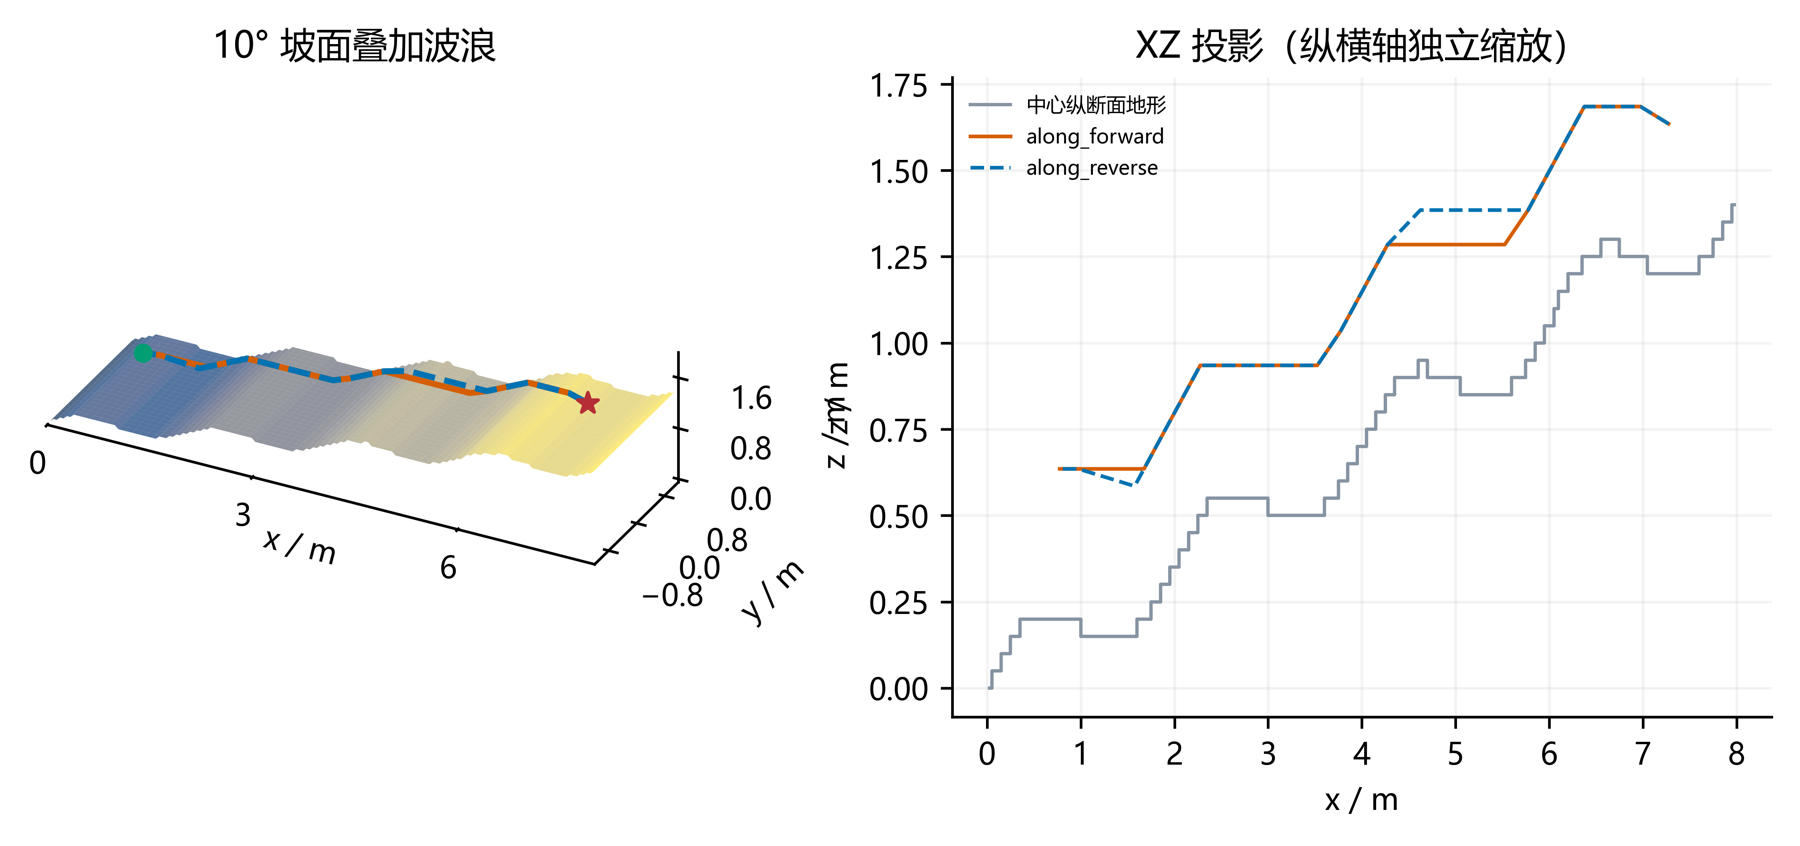 10° 坡面叠加波浪
0
3
6
x / m
−0.8
0.0
0.8
y / m
0.0
0.8
1.6
z / m
XZ 投影（纵横轴独立缩放）
中心纵断面地形
along_forward
along_reverse
1.75
1.50
1.25
1.00
0.75
0.50
0.25
0.00
z / m
0 1 2 3 4 5 6 7 8
x / m